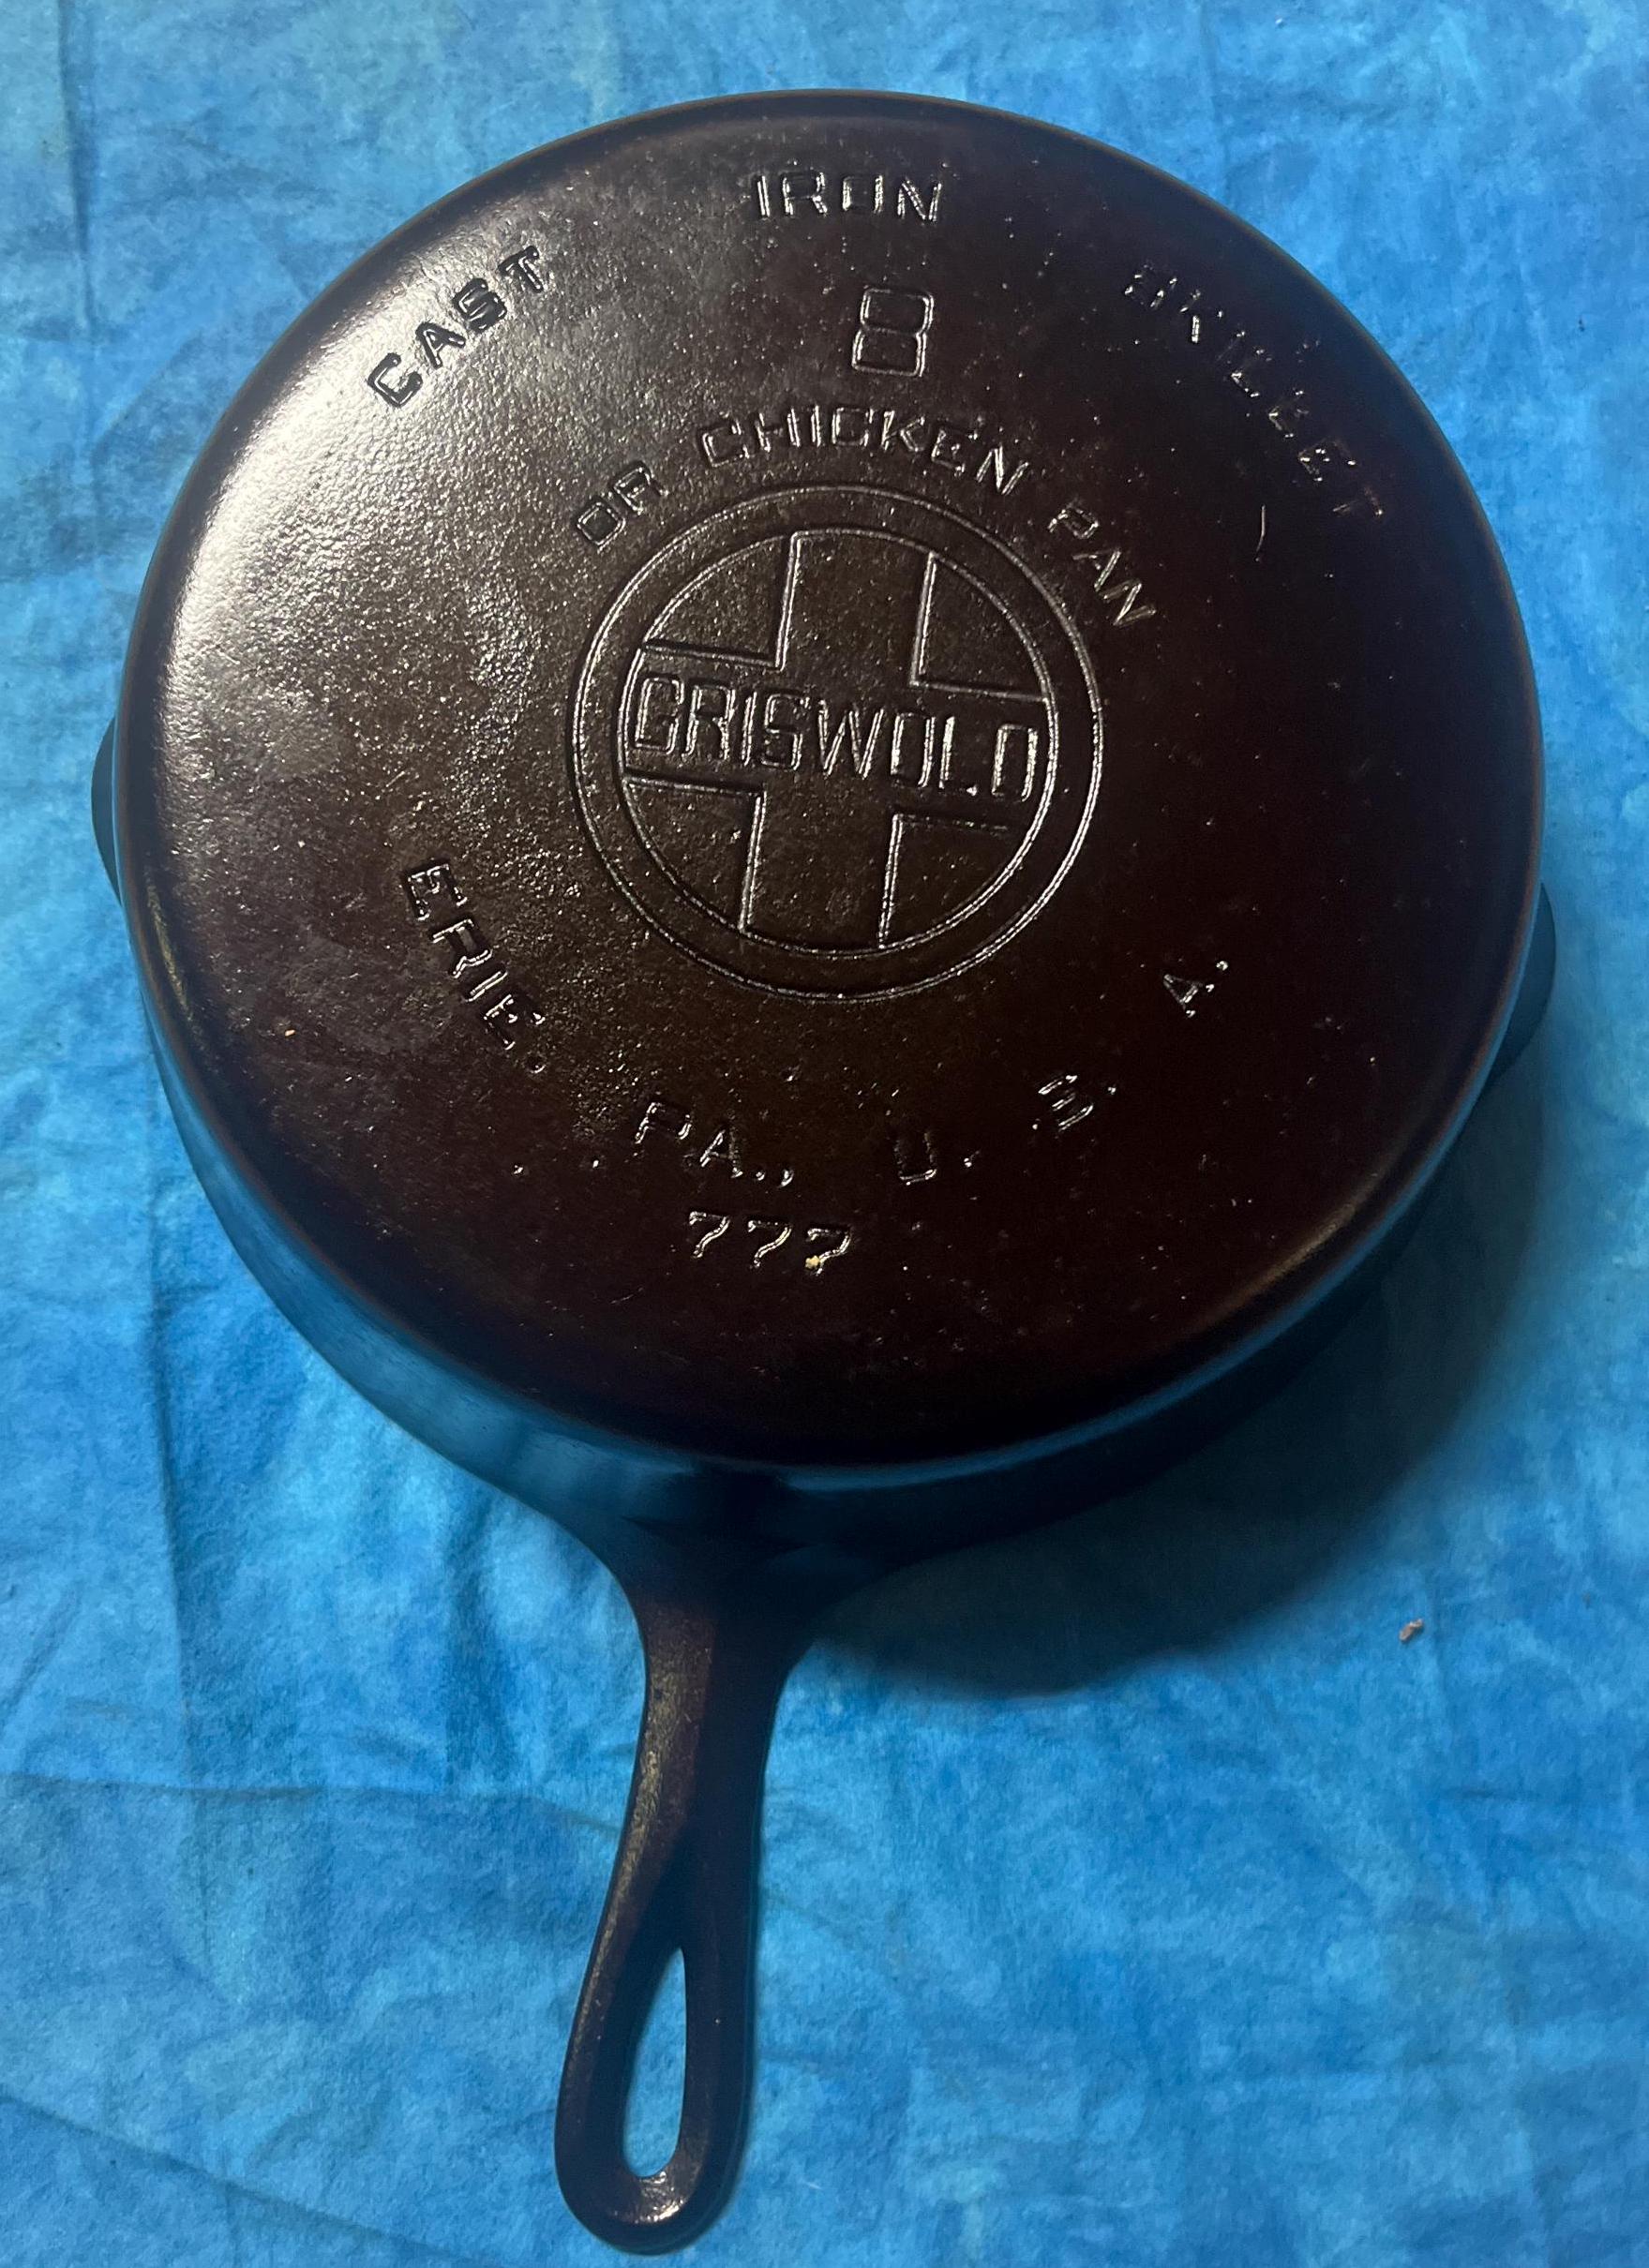 CAST IRON SKILLET
8
OR CHICKEN PAN
GRISWOLD
ERIE. PA., U. S. A.
777